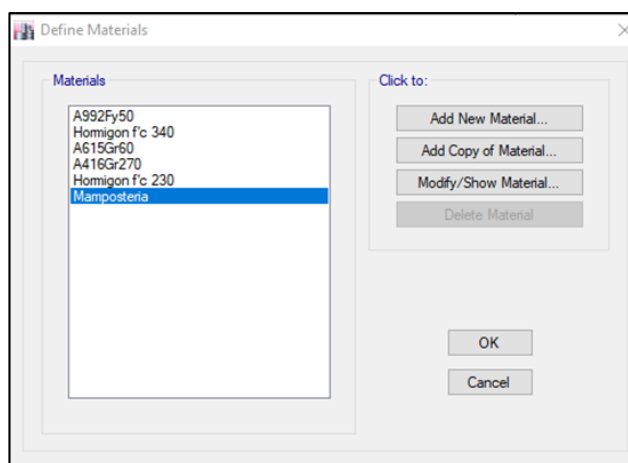 Define Materials
Materials
A992Fy50
Hormigon f'c 340
A615Gr60
A416Gr270
Hormigon f'c 230
Mamposteria
Click to:
Add New Material...
Add Copy of Material...
Modify/Show Material...
Delete Material
OK
Cancel